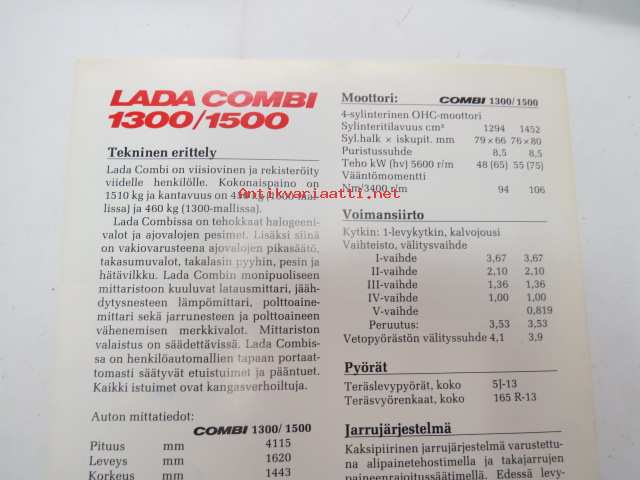 LADA COMBI
1300/1500
Tekninen erittely
Lada Combi on viisiovinen ja rekisteröity
viidelle henkilölle. Kokonaispaino on
1510 kg ja kantavuus on
lissa) ja 460 kg (1300-mallissa).
Lada Combissa on tehokkaat halogeeni-
valot ja ajovalojen pesimet. Lisäksi siinä
on vakiovarusteena ajovalojen pikasäätö,
takasumuvalot, takalasin pyyhin, pesin ja
hätävilkku. Lada Combin monipuoliseen
mittaristoon kuuluvat latausmittari, jääh-
dytysnesteen lämpömittari, polttoaine-
mittari sekä jarrunesteen ja polttoaineen
vähenemisen merkkivalot. Mittariston
valaistus on säädettävissä. Lada Combis-
sa on henkilöautomallien tapaan portaat-
tomasti säätyvät etuistuimet ja pääntuet.
Kaikki istuimet ovat kangasverhoiltuja.
Auton mittatiedot:
COMBI 1300/ 1500
Pituus mm 4115
Leveys mm 1620
Korkeus mm 1443
Moottori: COMBI 1300/1500
4-sylinterinen OHC-moottori
Sylinteritilavuus cm³ 1294 1452
Syl.halk × iskupit. mm 79 × 66 76 × 80
Puristussuhde 8,5 8,5
Teho kW (hv) 5600 r/m 48 (65) 55 (75)
Vääntömomentti
Nm/3400 r/m 94 106
Voimansiirto
Kytkin: 1-levykytkin, kalvojousi
Vaihteisto, välitysvaihde
I-vaihde 3,67 3,67
II-vaihde 2,10 2,10
III-vaihde 1,36 1,36
IV-vaihde 1,00 1,00
V-vaihde 0,819
Peruutus: 3,53 3,53
Vetopyörästön välityssuhde 4,1 3,9
Pyörät
Teräslevypyörät, koko 5J-13
Teräsvyörenkaat, koko 165 R-13
Jarrujärjestelmä
Kaksipiirinen jarrujärjestelmä varustettu-
na alipainetehostimella ja takajarrujen
paineenrajoitussäätimellä. Edessä levy-
Antikvariaatti.net